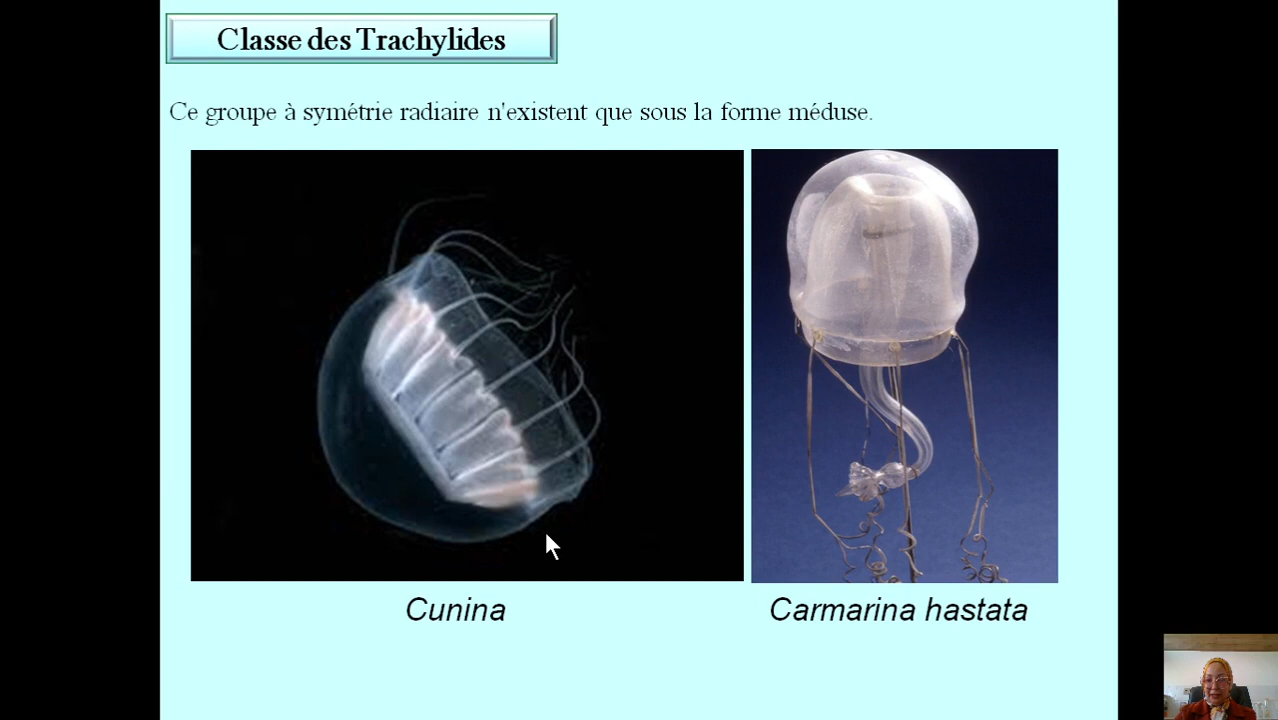 Classe des Trachylides
Ce groupe à symétrie radiaire n'existent que sous la forme méduse.
Cunina
Carmarina hastata